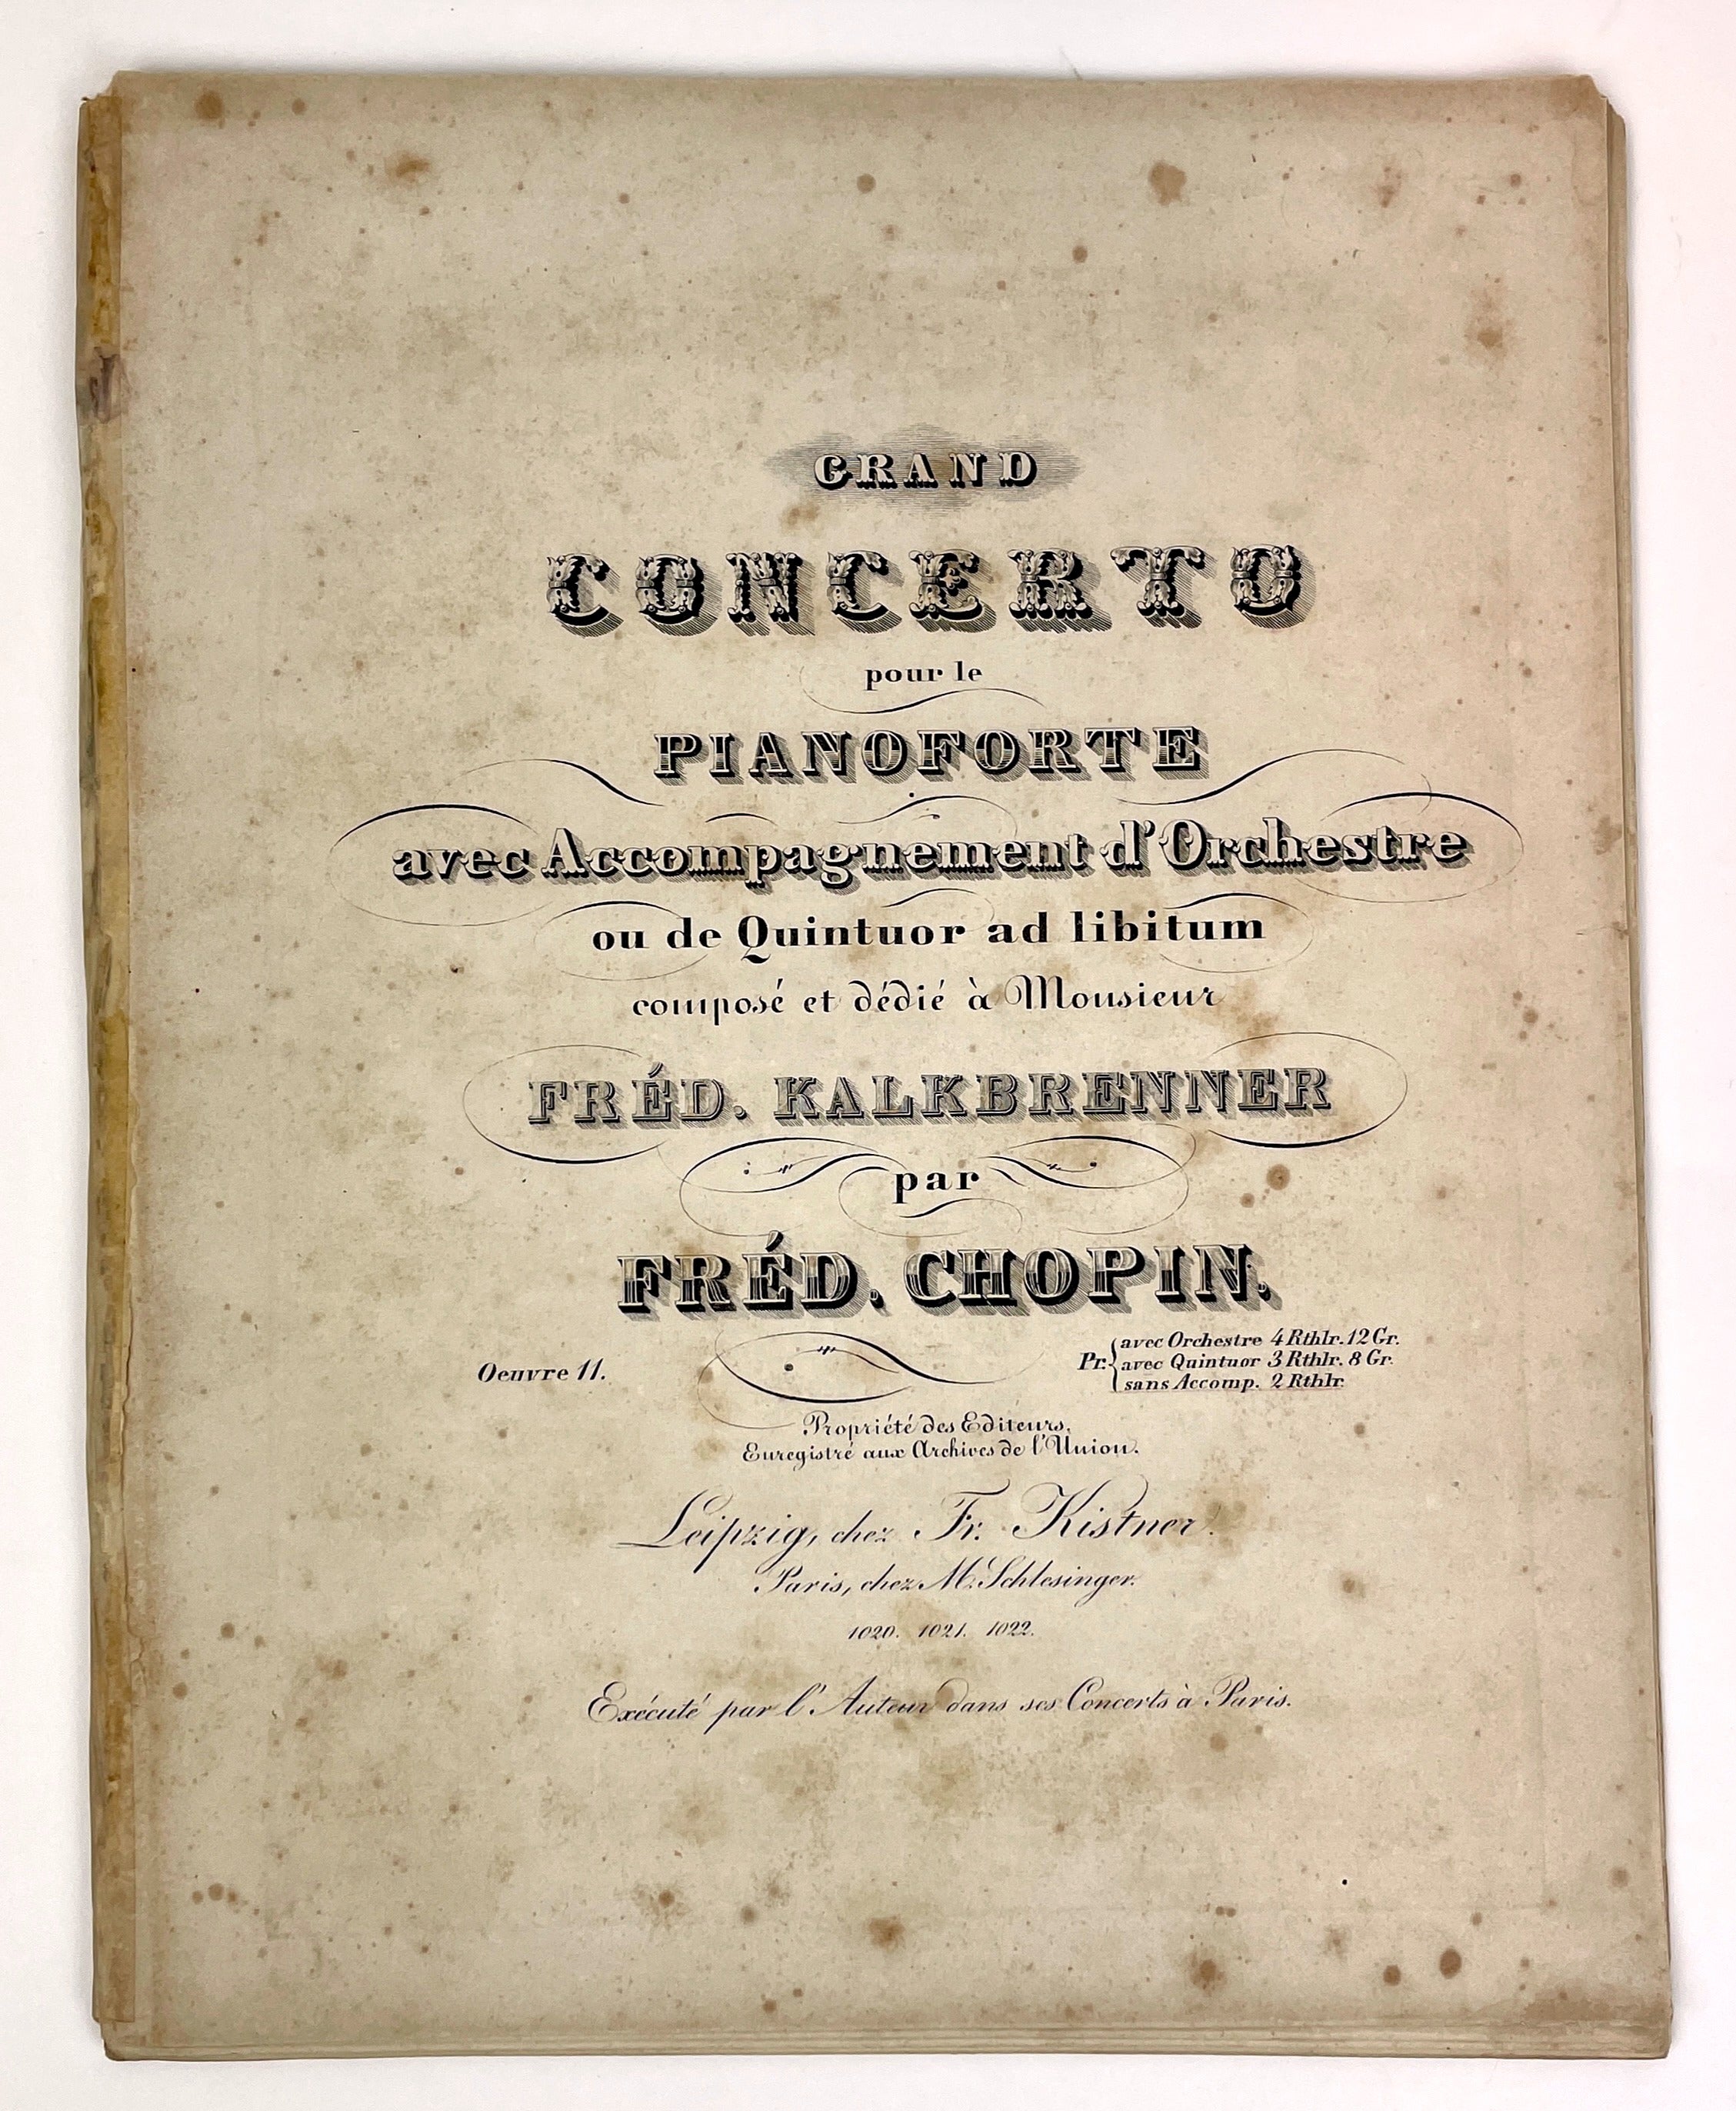 GRAND
CONCERTO
pour le
PIANOFORTE
avec Accompagnement d'Orchestre
ou de Quintuor ad libitum
composé et dédié à Monsieur
FRÉD. KALKBRENNER
par
FRÉD. CHOPIN.
Oeuvre 11.
Pr. avec Orchestre 4 Rthlr. 12 Gr.
avec Quintuor 3 Rthlr. 8 Gr.
sans Accomp. 2 Rthlr.
Propriété des Editeurs.
Enregistré aux Archives de l'Union.
Leipzig, chez Fr. Kistner.
Paris, chez M. Schlesinger.
1020. 1021. 1022.
Exécuté par l'Auteur dans ses Concerts à Paris.